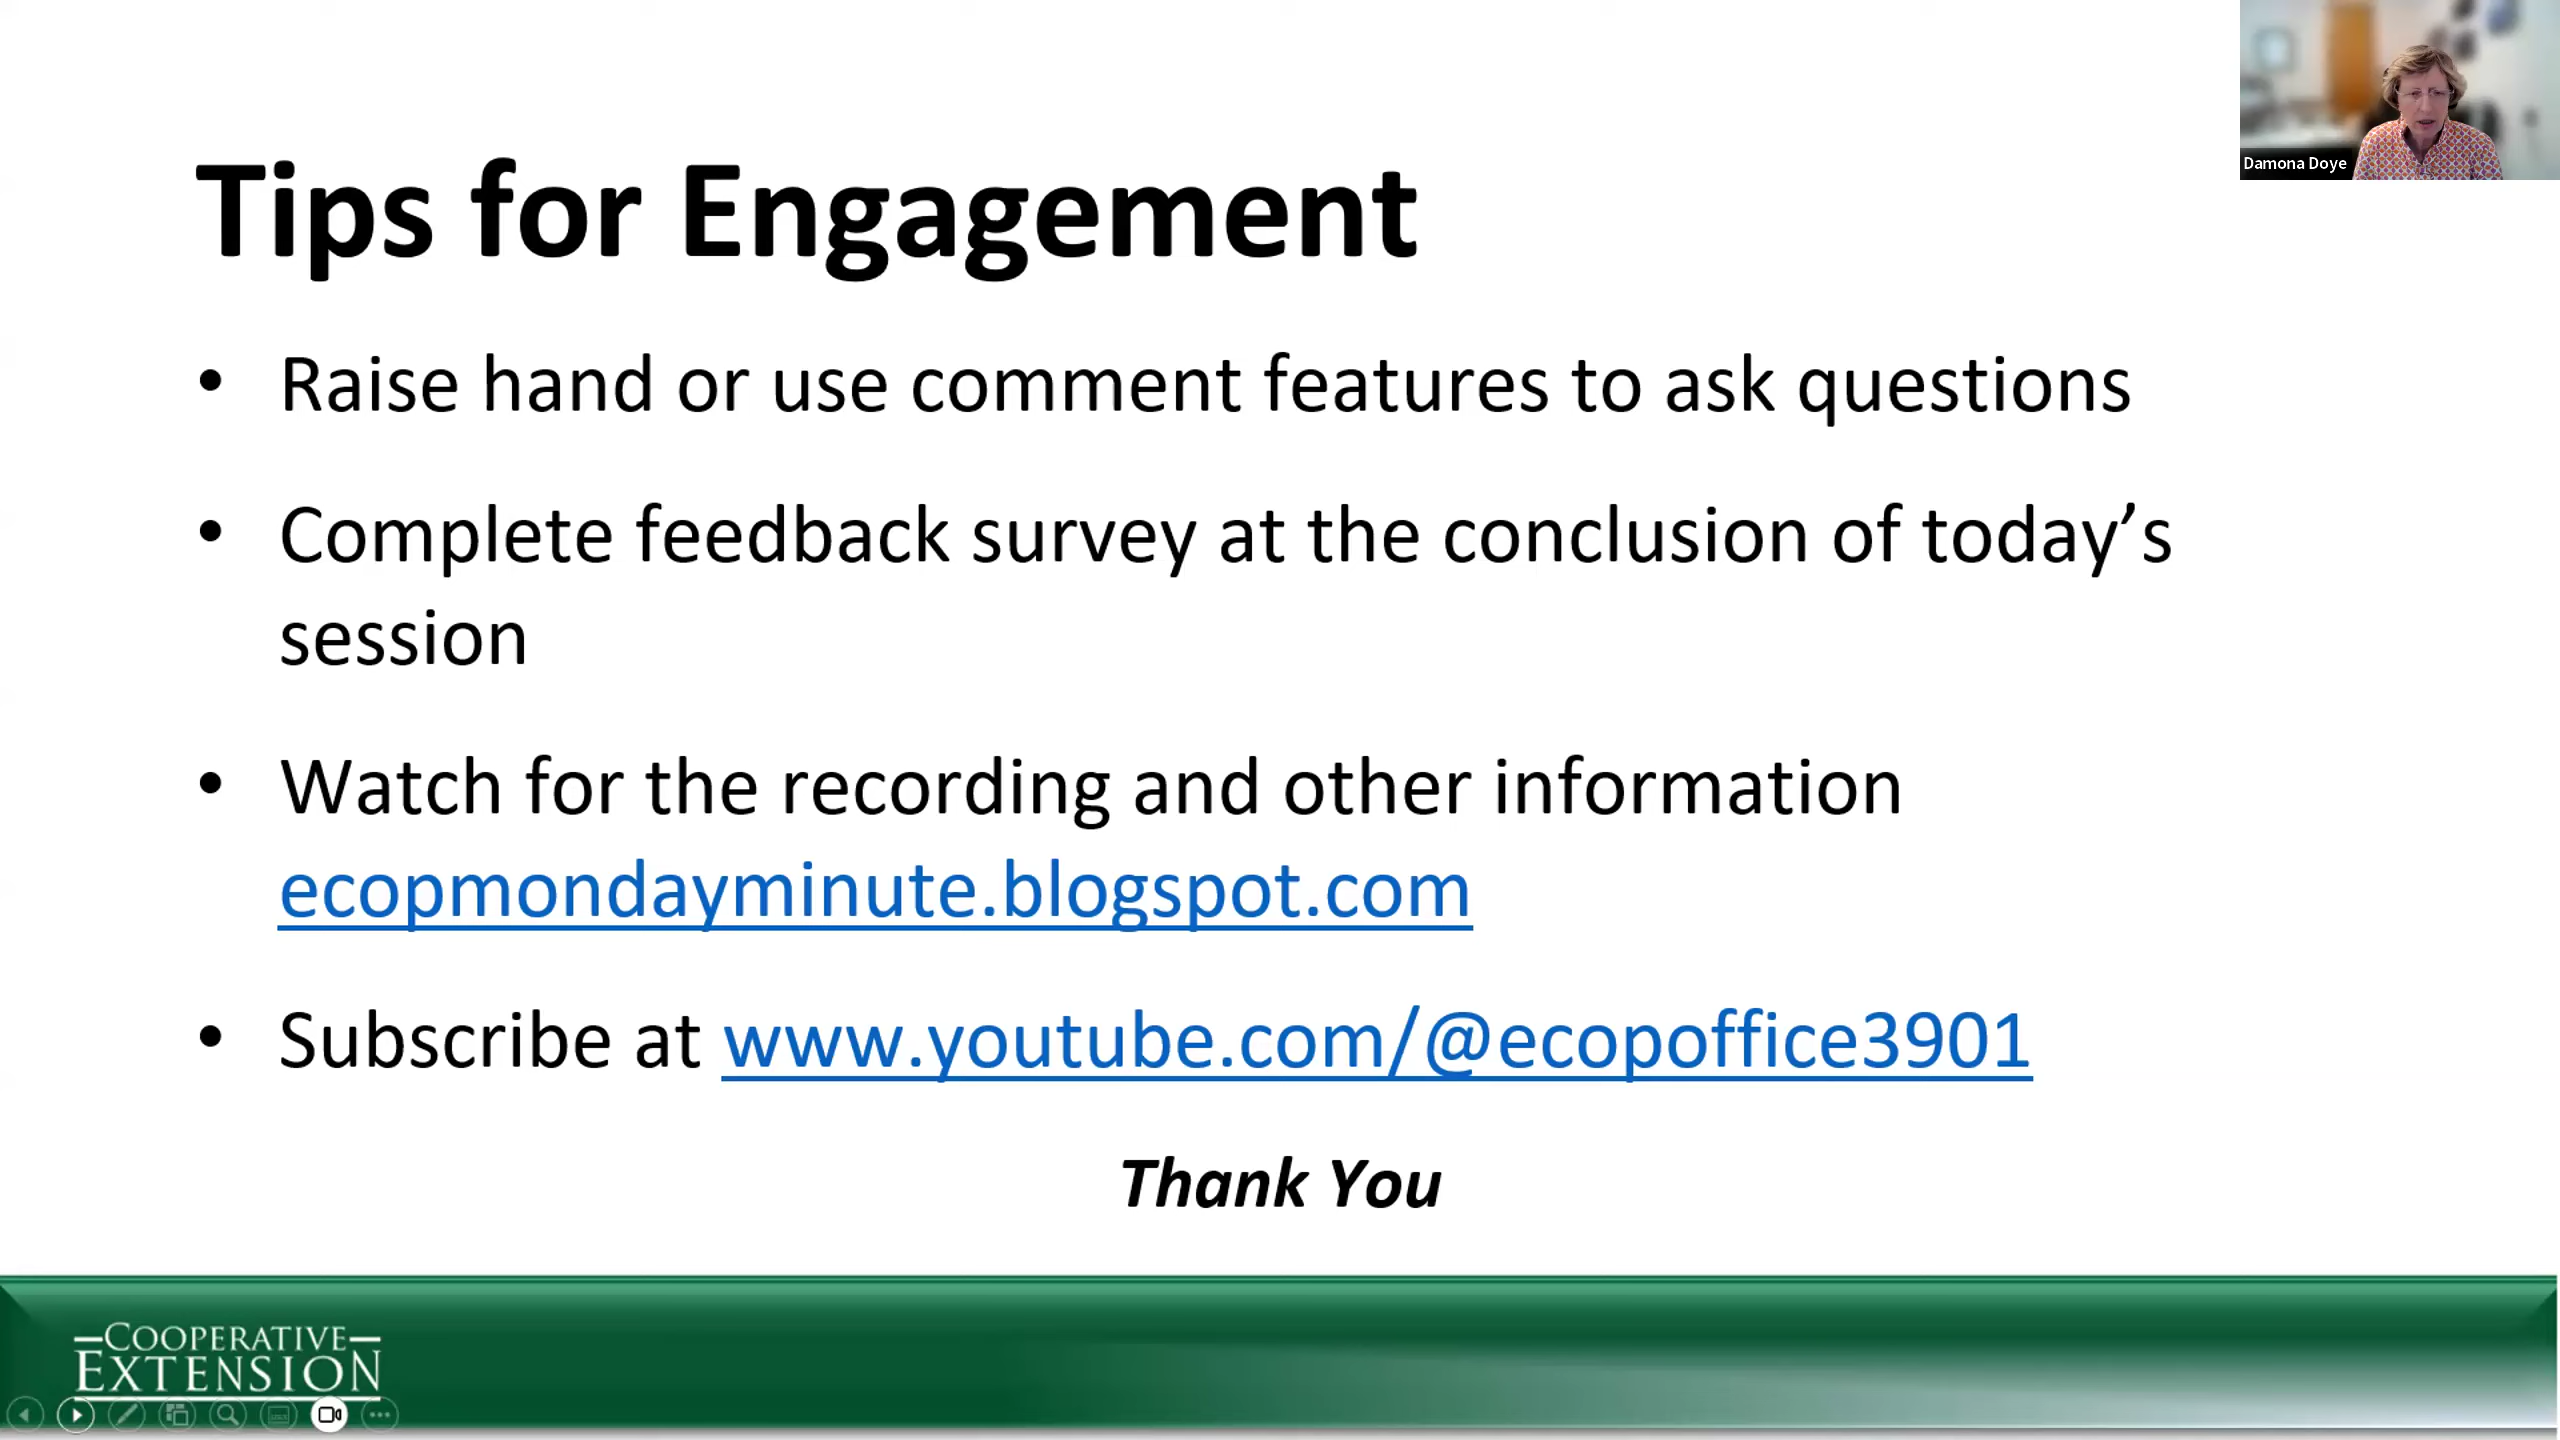 Damona Doye
Tips for Engagement
• Raise hand or use comment features to ask questions
• Complete feedback survey at the conclusion of today’s
session
• Watch for the recording and other information
ecopmondayminute.blogspot.com
• Subscribe at www.youtube.com/@ecopoffice3901
Thank You
COOPERATIVE
EXTENSION